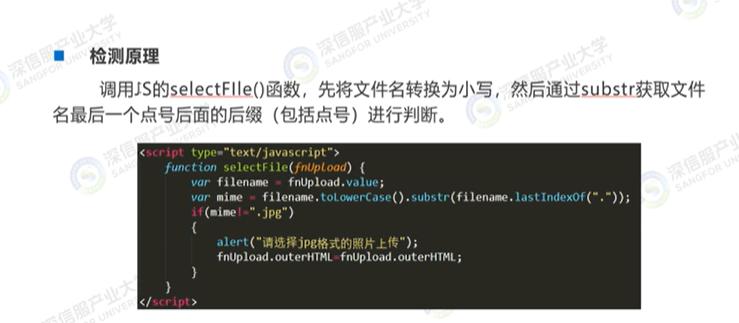 检测原理
调用JS的selectFIle()函数，先将文件名转换为小写，然后通过substr获取文件
名最后一个点号后面的后缀（包括点号）进行判断。
<script type="text/javascript">
function selectFile(fnUpload) {
var filename = fnUpload.value;
var mime = filename.toLowerCase().substr(filename.lastIndexOf("."));
if(mime!=".jpg")
{
alert("请选择jpg格式的照片上传");
fnUpload.outerHTML=fnUpload.outerHTML;
}
}
</script>
深信服产业大学
SANGFOR UNIVERSITY